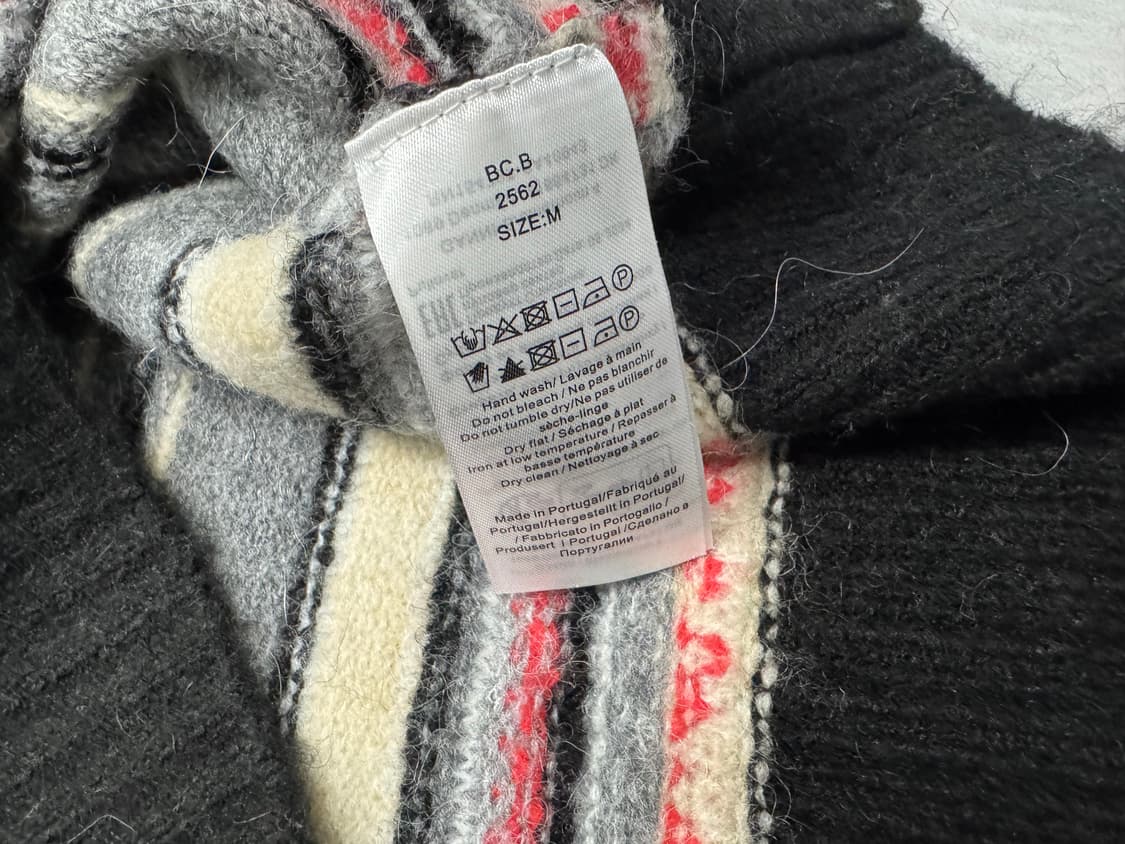 BC.B
2562
SIZE:M
Hand wash/ Lavage à main
Do not bleach / Ne pas blanchir
Do not tumble dry/Ne pas utiliser de
sèche-linge
Dry flat / Séchage à plat
Iron at low temperature / Repasser à
basse température
Dry clean / Nettoyage à sec
Made in Portugal/Fabriqué au
Portugal/Hergestellt in Portugal/
/ Fabbricato in Portogallo /
Produsert i Portugal /Сделано в
Португалии